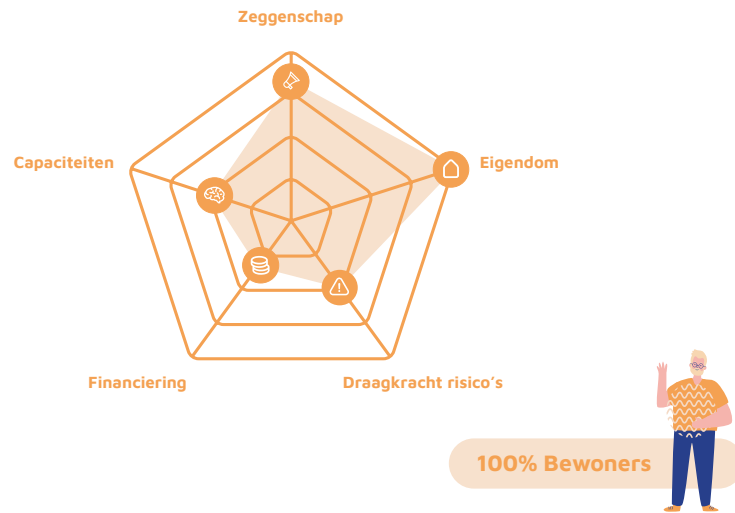 Zeggenschap
Capaciteiten
Eigendom
Financiering
Draagkracht risico’s
100% Bewoners